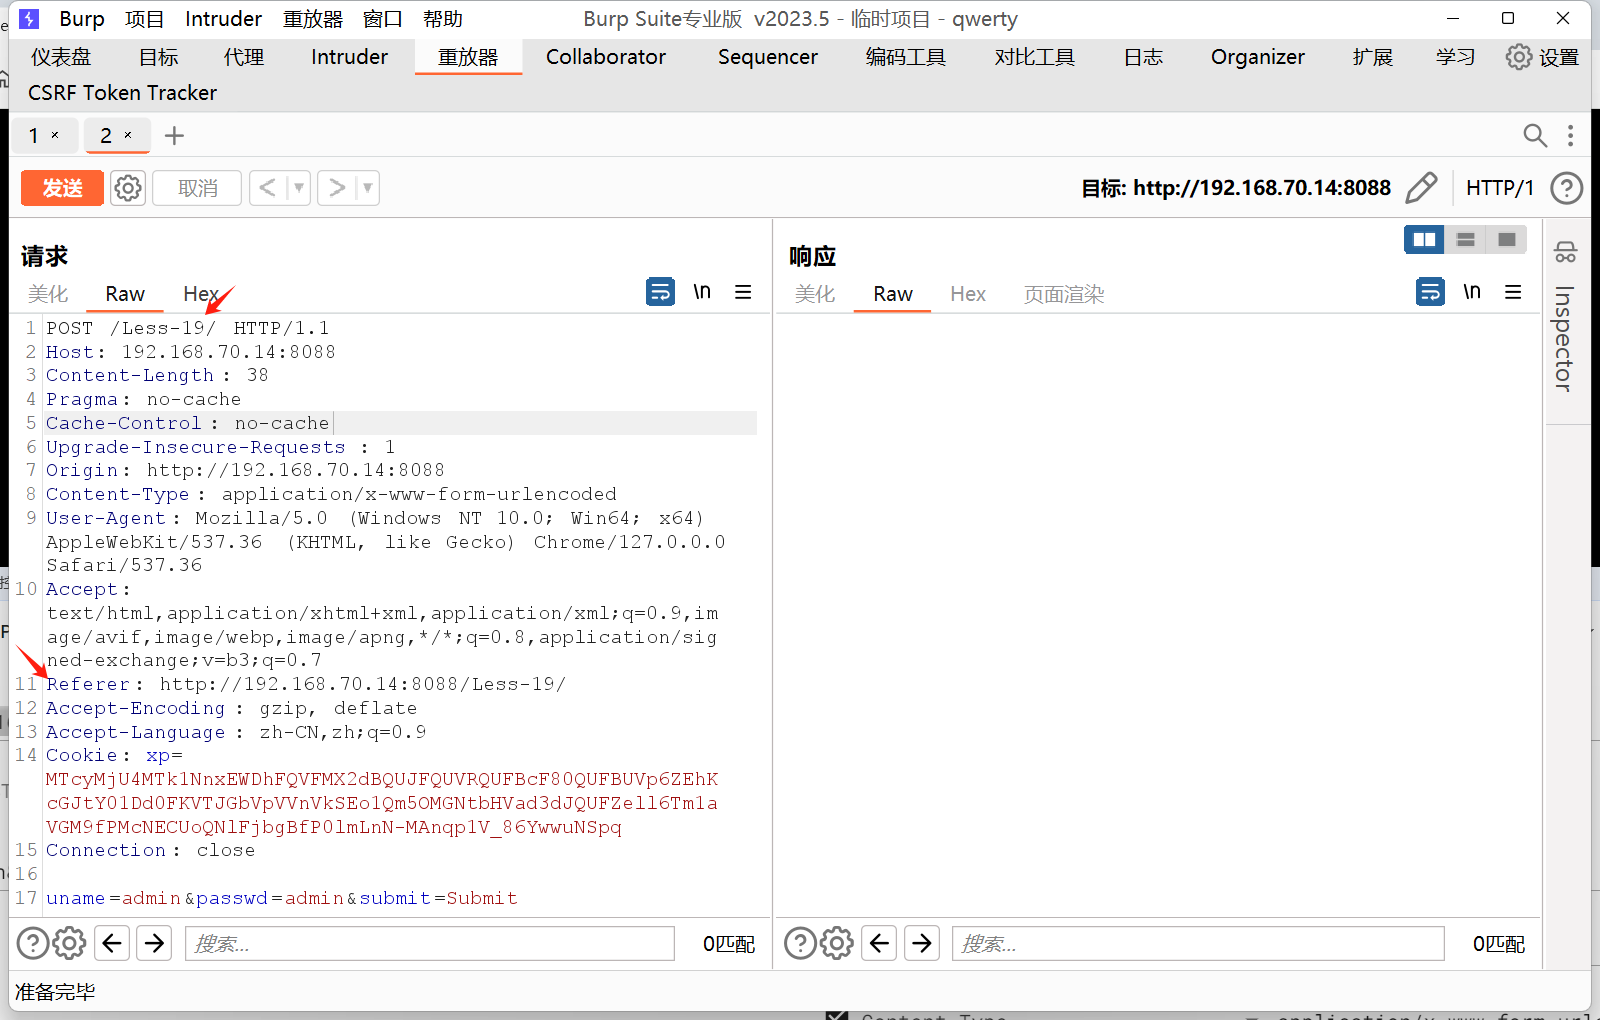 Burp 项目 Intruder 重放器 窗口 帮助 Burp Suite专业版 v2023.5 - 临时项目 - qwerty
仪表盘 目标 代理 Intruder 重放器 Collaborator Sequencer 编码工具 对比工具 日志 Organizer 扩展 学习 设置
CSRF Token Tracker
1 × 2 × +
发送 取消 < > 目标: http://192.168.70.14:8088 HTTP/1
请求
美化 Raw Hex \n
1 POST /Less-19/ HTTP/1.1
2 Host: 192.168.70.14:8088
3 Content-Length: 38
4 Pragma: no-cache
5 Cache-Control: no-cache
6 Upgrade-Insecure-Requests: 1
7 Origin: http://192.168.70.14:8088
8 Content-Type: application/x-www-form-urlencoded
9 User-Agent: Mozilla/5.0 (Windows NT 10.0; Win64; x64)
AppleWebKit/537.36 (KHTML, like Gecko) Chrome/127.0.0.0
Safari/537.36
10 Accept:
text/html,application/xhtml+xml,application/xml;q=0.9,im
age/avif,image/webp,image/apng,*/*;q=0.8,application/sig
ned-exchange;v=b3;q=0.7
11 Referer: http://192.168.70.14:8088/Less-19/
12 Accept-Encoding: gzip, deflate
13 Accept-Language: zh-CN,zh;q=0.9
14 Cookie: xp=
MTcyMjU4MTk1NnxEWDhFQVFMX2dBQUJFQUVRQUFBcF80QUFBUVp6ZEhK
cGJtY01Dd0FKVTJGbVpVVnVkSEo1Qm5OMGNtbHVad3dJQUFZell6Tm1a
VGM9fPMcNECUoQNlFjbgBfP0lmLnN-MAnqp1V_86YwwuNSpq
15 Connection: close
16
17 uname=admin&passwd=admin&submit=Submit
搜索... 0匹配
响应
美化 Raw Hex 页面渲染 \n
搜索... 0匹配
Inspector
准备完毕